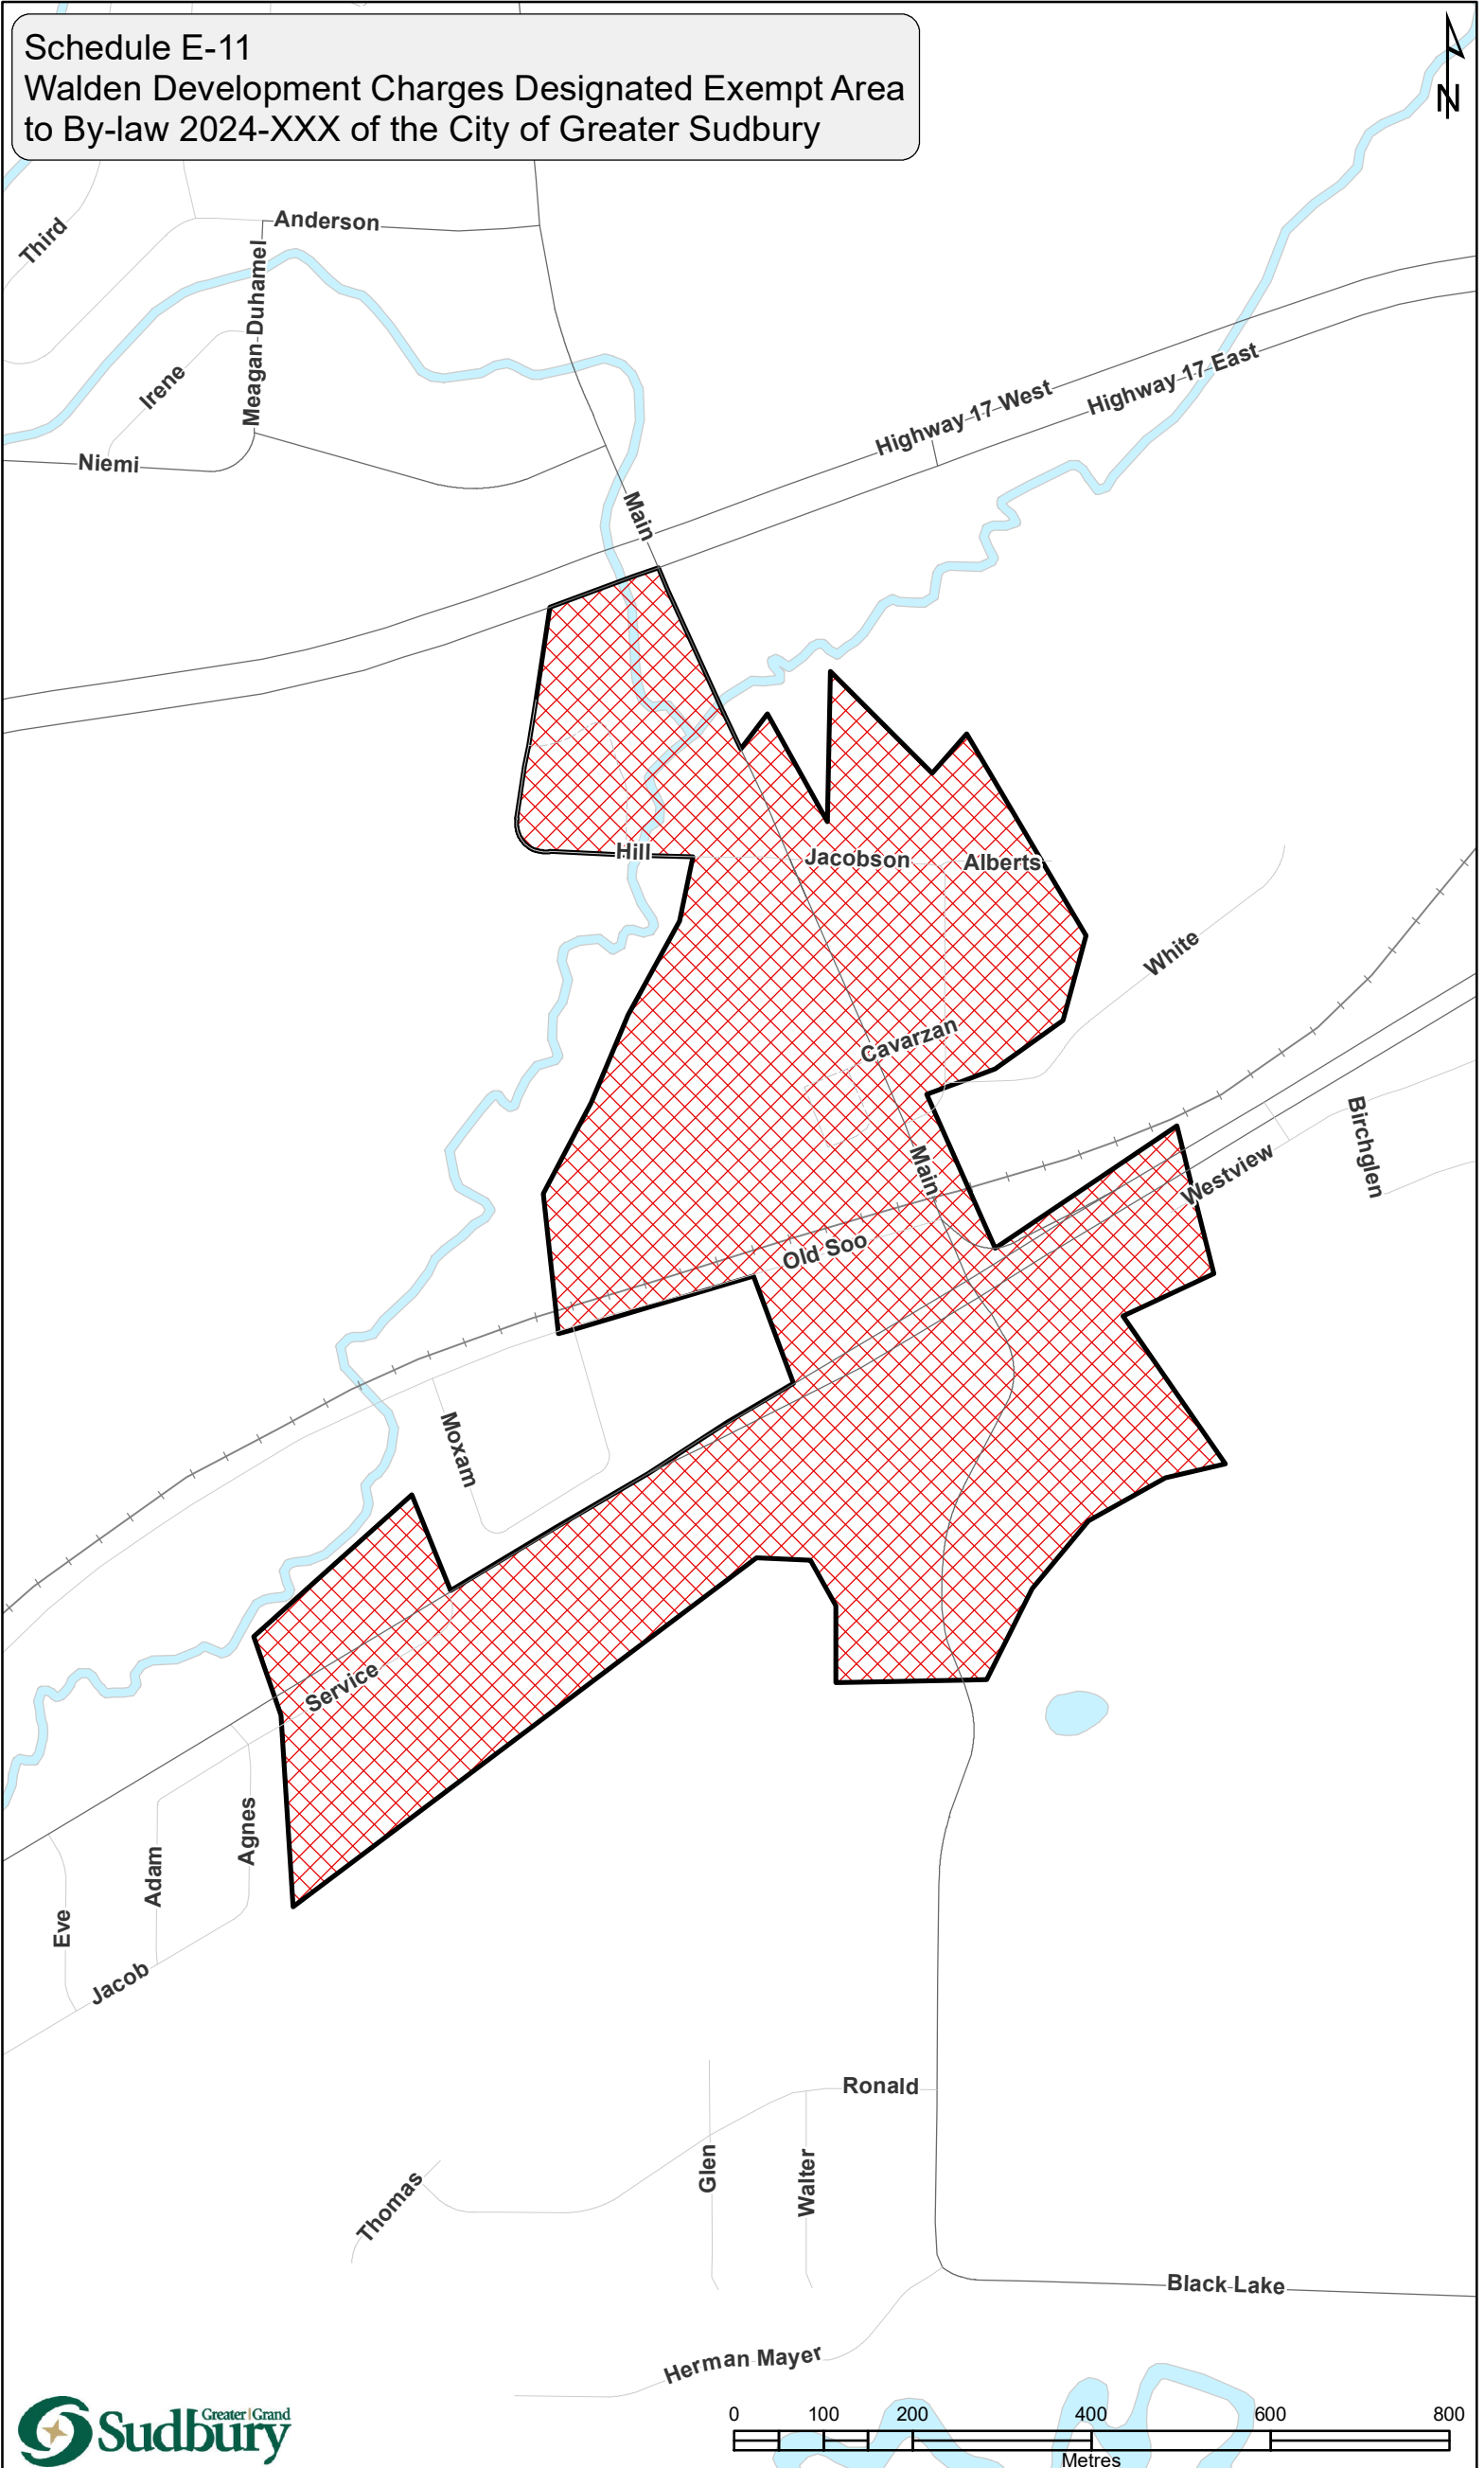 Schedule E-11
Walden Development Charges Designated Exempt Area
to By-law 2024-XXX of the City of Greater Sudbury
N
Third
Anderson
Meagan-Duhamel
Irene
Niemi
Highway 17 West
Highway 17 East
Main
Hill
Jacobson
Alberts
White
Cavarzan
Main
Birchglen
Westview
Old Soo
Moxam
Service
Agnes
Adam
Eve
Jacob
Ronald
Glen
Walter
Thomas
Black Lake
Herman Mayer
Greater Grand
Sudbury
0 100 200 400 600 800
Metres